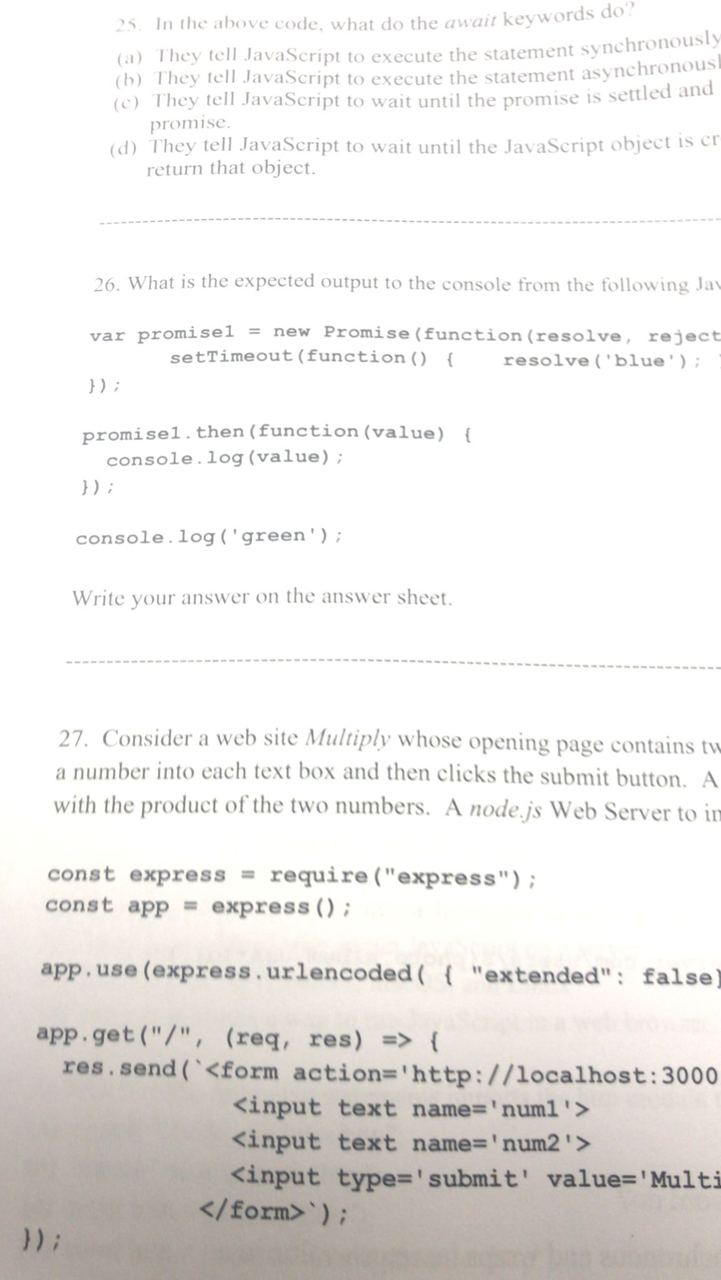 25. In the above code, what do the await keywords do?
(a) They tell JavaScript to execute the statement synchronously
(b) They tell JavaScript to execute the statement
(c) They tell JavaScript to wait until the promise is settled and
promise.
(d) They tell JavaScript to wait until the JavaScript object is
return that object.
26. What is the expected output to the console from the following
var promise1 = new Promise(function(resolve, reject
setTimeout(function() { resolve('blue');
});
promise1.then(function(value) {
console.log(value);
});
console.log('green');
Write your answer on the answer sheet.
27. Consider a web site Multiply whose opening page contains
a number into each text box and then clicks the submit button. A
with the product of the two numbers. A node.js Web Server to
const express = require("express");
const app = express();
app.use(express.urlencoded( { "extended": false}
app.get("/", (req, res) => {
res.send(`<form action='http://localhost:3000
<input text name='num1'>
<input text name='num2'>
<input type='submit' value='Multi
</form>`);
});